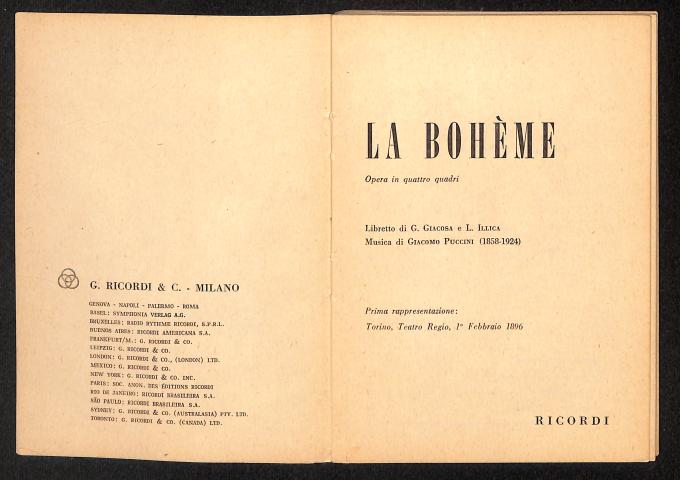 G. RICORDI & C. - MILANO
GENOVA - NAPOLI - PALERMO - ROMA
BASEL: SYMPHONIA VERLAG A.G.
BRUXELLES: RADIO RYTHME RICORDI, S.P.R.L.
BUENOS AIRES: RICORDI AMERICANA S.A.
FRANKFURT/M.: G. RICORDI & CO.
LEIPZIG: G. RICORDI & CO.
LONDON: G. RICORDI & CO., (LONDON) LTD.
MEXICO: G. RICORDI & CO.
NEW YORK: G. RICORDI & CO. INC.
PARIS: SOC. ANON. DES ÉDITIONS RICORDI
RIO DE JANEIRO: RICORDI BRASILEIRA S.A.
SÃO PAULO: RICORDI BRASILEIRA S.A.
SYDNEY: G. RICORDI & CO. (AUSTRALASIA) PTY. LTD.
TORONTO: G. RICORDI & CO. (CANADA) LTD.
LA BOHÈME
Opera in quattro quadri
Libretto di G. GIACOSA e L. ILLICA
Musica di GIACOMO PUCCINI (1858-1924)
Prima rappresentazione:
Torino, Teatro Regio, 1º Febbraio 1896
RICORDI